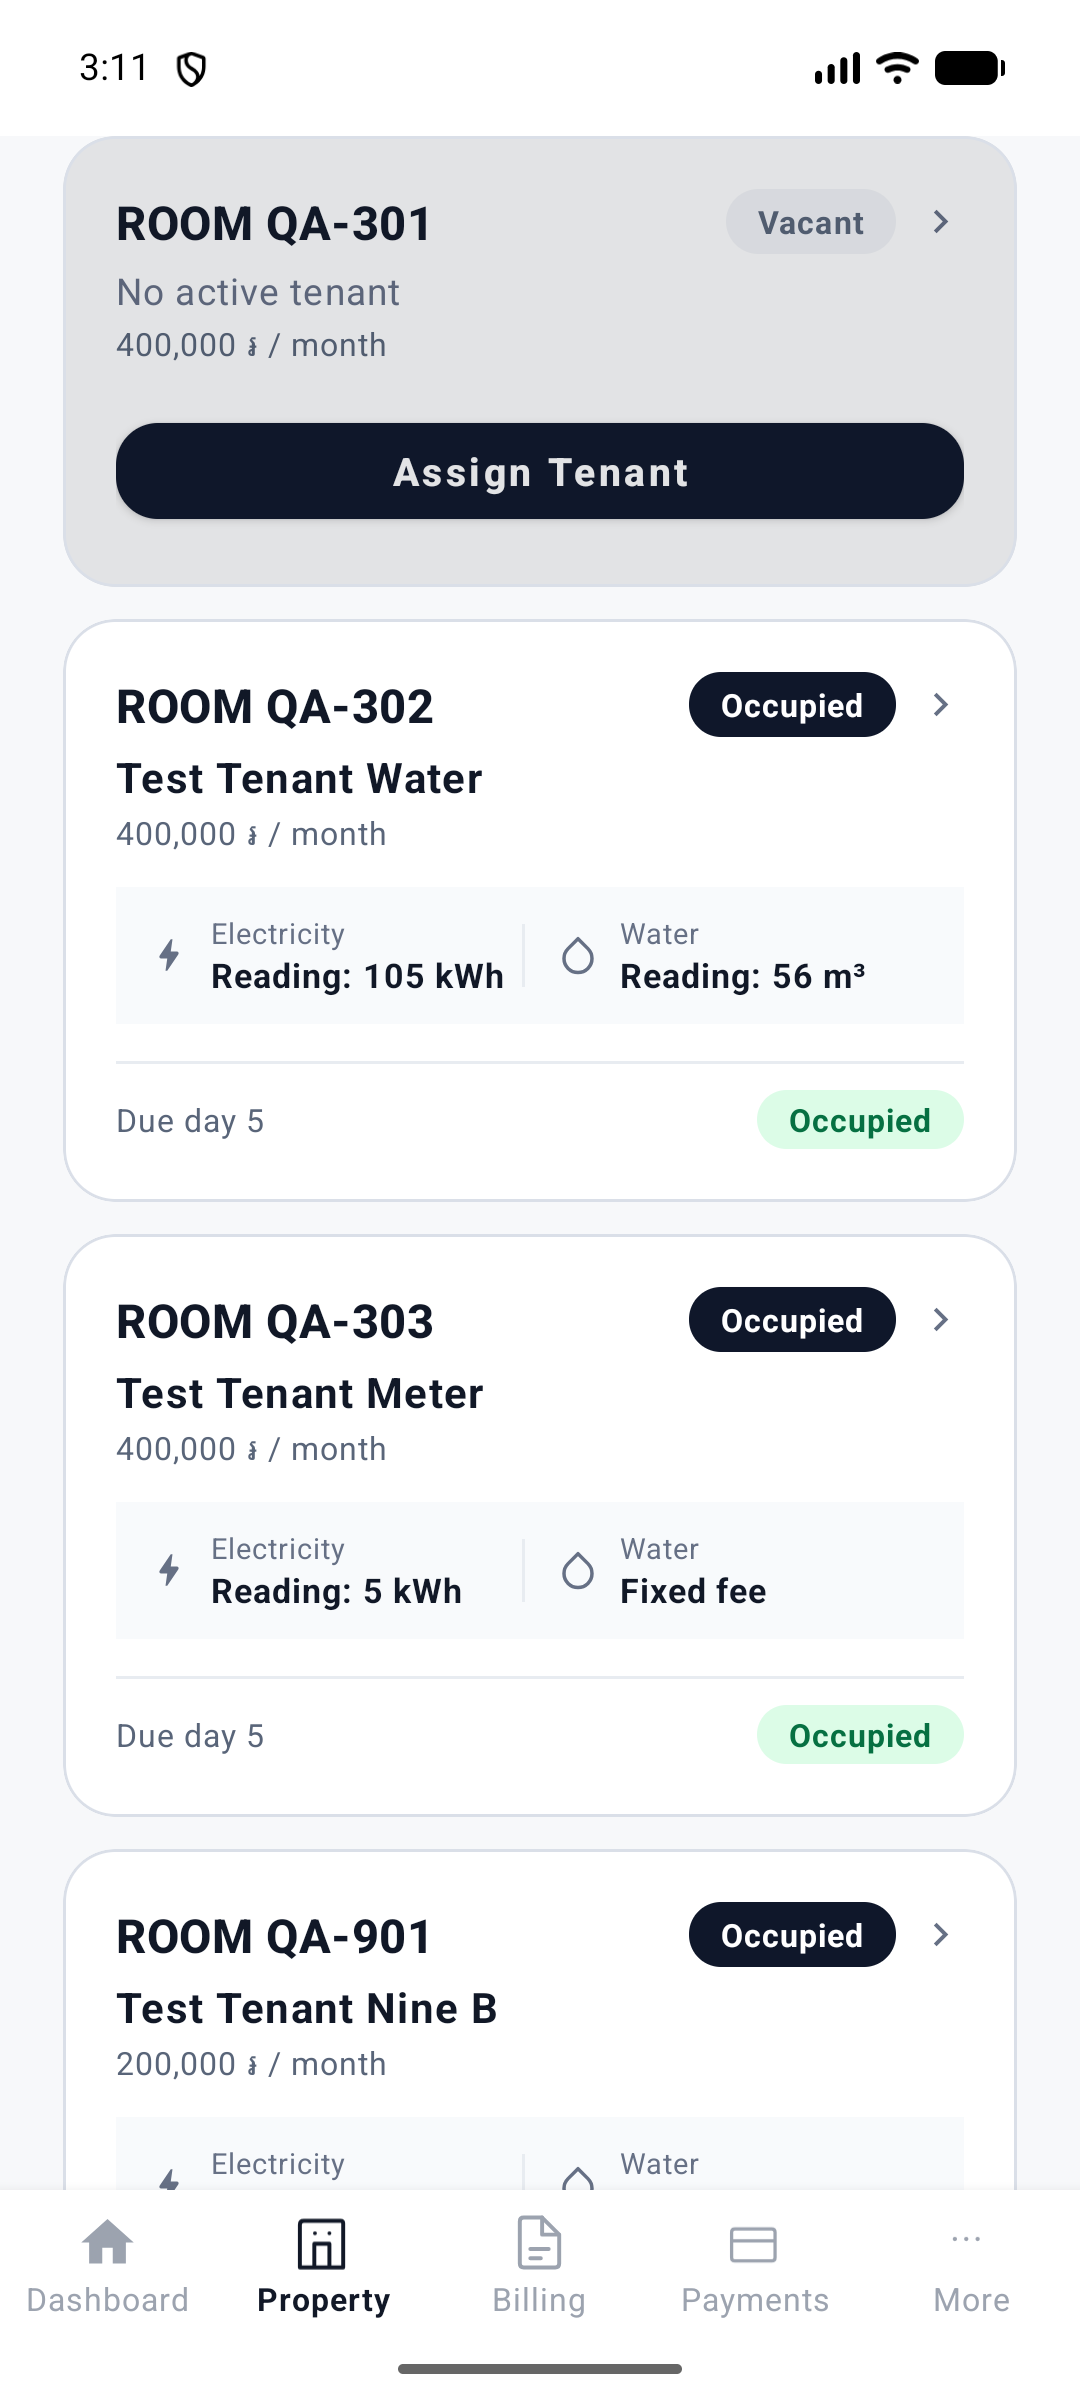 3:11
ROOM QA-301
Vacant
No active tenant
400,000 ៛ / month
Assign Tenant
ROOM QA-302
Occupied
Test Tenant Water
400,000 ៛ / month
Electricity
Reading: 105 kWh
Water
Reading: 56 m³
Due day 5
Occupied
ROOM QA-303
Occupied
Test Tenant Meter
400,000 ៛ / month
Electricity
Reading: 5 kWh
Water
Fixed fee
Due day 5
Occupied
ROOM QA-901
Occupied
Test Tenant Nine B
200,000 ៛ / month
Electricity
Water
Dashboard
Property
Billing
Payments
More